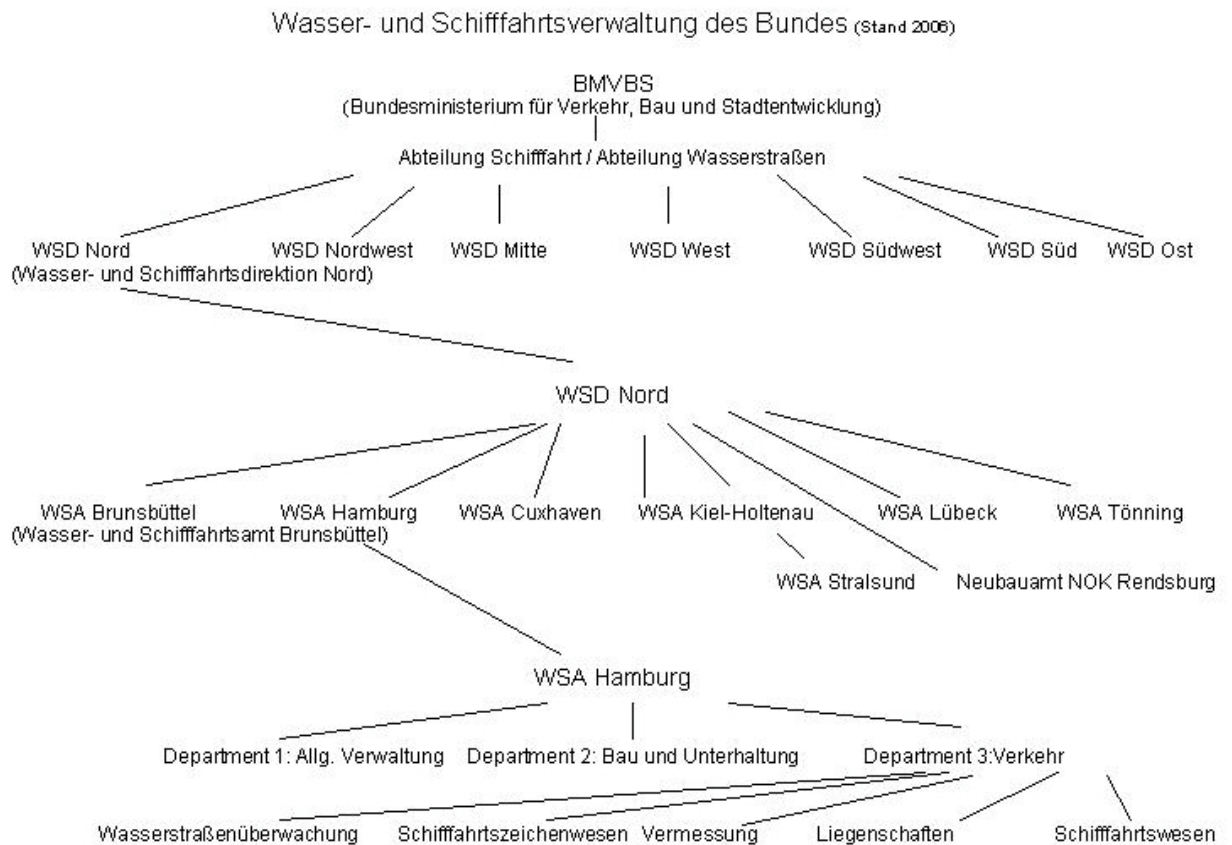 Wasser- und Schifffahrtsverwaltung des Bundes (Stand 2006)
BMVBS
(Bundesministerium für Verkehr, Bau und Stadtentwicklung)
Abteilung Schifffahrt / Abteilung Wasserstraßen
WSD Nord WSD Nordwest WSD Mitte WSD West WSD Südwest WSD Süd WSD Ost
(Wasser- und Schifffahrtsdirektion Nord)
WSD Nord
WSA Brunsbüttel WSA Hamburg WSA Cuxhaven WSA Kiel-Holtenau WSA Lübeck WSA Tönning
(Wasser- und Schifffahrtsamt Brunsbüttel)
WSA Stralsund Neubauamt NOK Rendsburg
WSA Hamburg
Department 1: Allg. Verwaltung Department 2: Bau und Unterhaltung Department 3:Verkehr
Wasserstraßenüberwachung Schifffahrtszeichenwesen Vermessung Liegenschaften Schifffahrtswesen